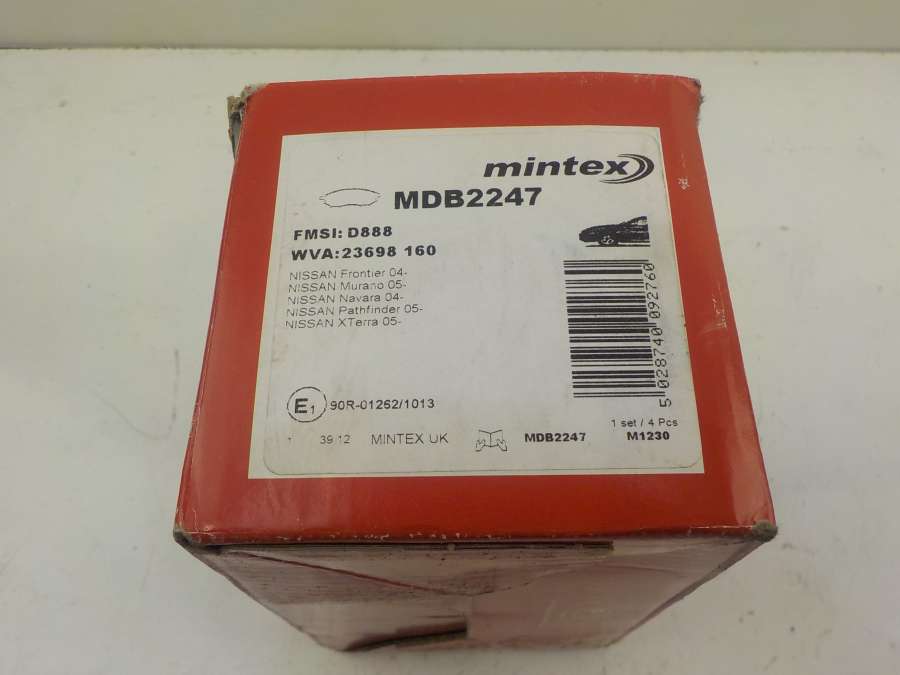 mintex
MDB2247
FMSI: D888
WVA:23698 160
NISSAN Frontier 04-
NISSAN Murano 05-
NISSAN Navara 04-
NISSAN Pathfinder 05-
NISSAN XTerra 05-
5 028740 092760
E1 90R-01262/1013
1 set / 4 Pcs
1 39 12 MINTEX UK MDB2247 M1230